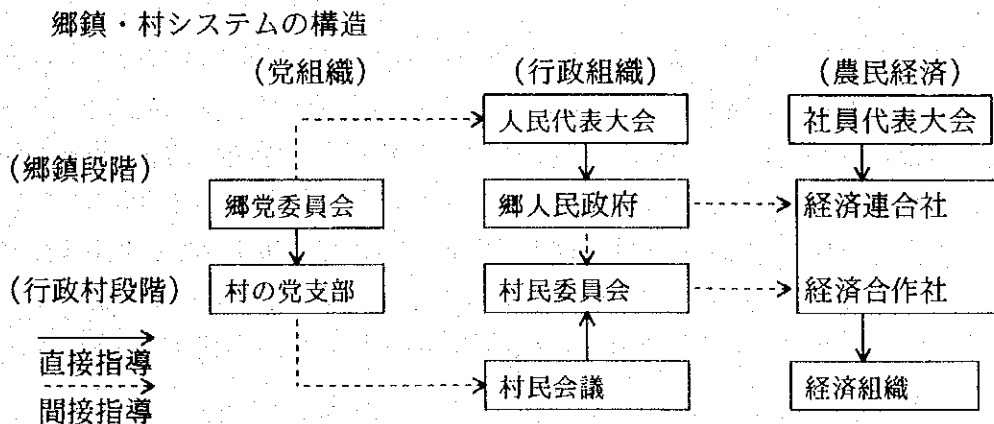 郷鎮・村システムの構造
(党組織) (行政組織) (農民経済)
人民代表大会 社員代表大会
(郷鎮段階)
郷党委員会 郷人民政府 経済連合社
(行政村段階) 村の党支部 村民委員会 経済合作社
直接指導
村民会議 経済組織
間接指導